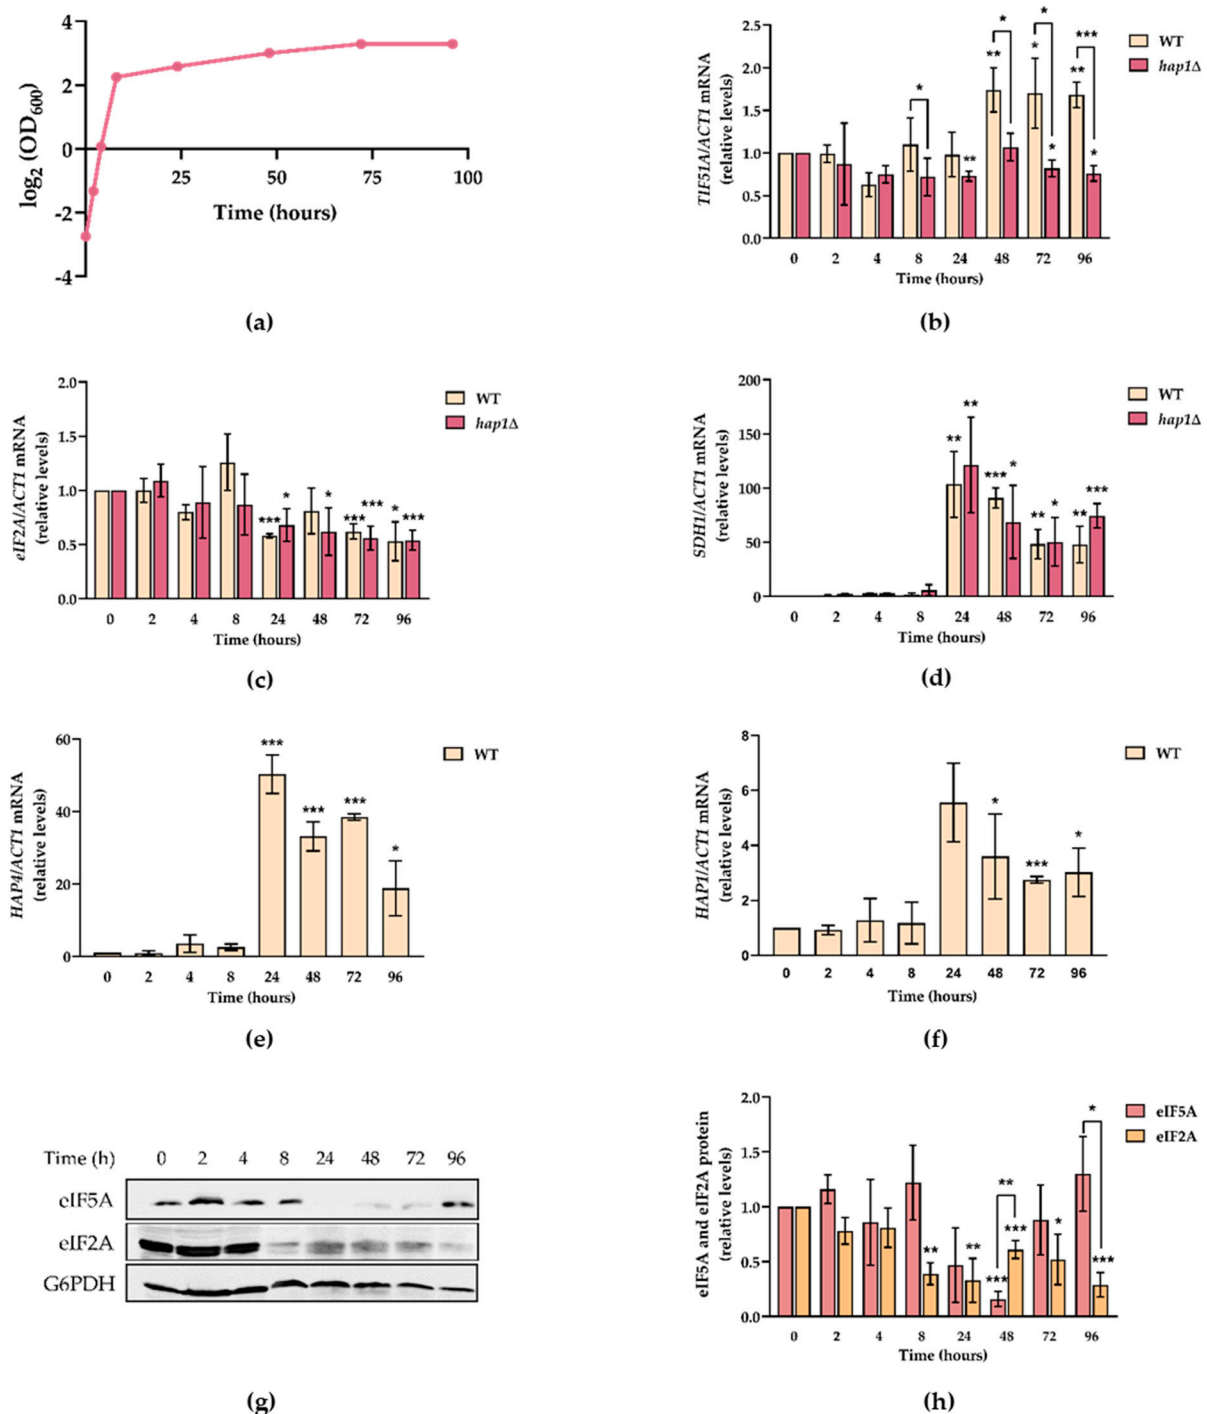 4
2
0
-2
-4
25
50
75
100
log2 (OD600)
Time (hours)
(a)
2.5
2.0
1.5
1.0
0.5
0.0
TIF51A/ACT1 mRNA
(relative levels)
* * ***
** * **
*
** * *
WT
hap1Δ
0 2 4 8 24 48 72 96
Time (hours)
(b)
2.0
1.5
1.0
0.5
0.0
eIF2A/ACT1 mRNA
(relative levels)
*** * * *** *** * ***
WT
hap1Δ
0 2 4 8 24 48 72 96
Time (hours)
(c)
200
150
100
50
0
SDH1/ACT1 mRNA
(relative levels)
** ** *** * ** * ** ***
WT
hap1Δ
0 2 4 8 24 48 72 96
Time (hours)
(d)
60
40
20
0
HAP4/ACT1 mRNA
(relative levels)
*** *** *** *
WT
0 2 4 8 24 48 72 96
Time (hours)
(e)
8
6
4
2
0
HAP1/ACT1 mRNA
(relative levels)
* *** *
WT
0 2 4 8 24 48 72 96
Time (hours)
(f)
Time (h) 0 2 4 8 24 48 72 96
eIF5A
eIF2A
G6PDH
(g)
2.0
1.5
1.0
0.5
0.0
eIF5A and eIF2A protein
(relative levels)
** *
** ** *** *** * ***
eIF5A
eIF2A
0 2 4 8 24 48 72 96
Time (hours)
(h)